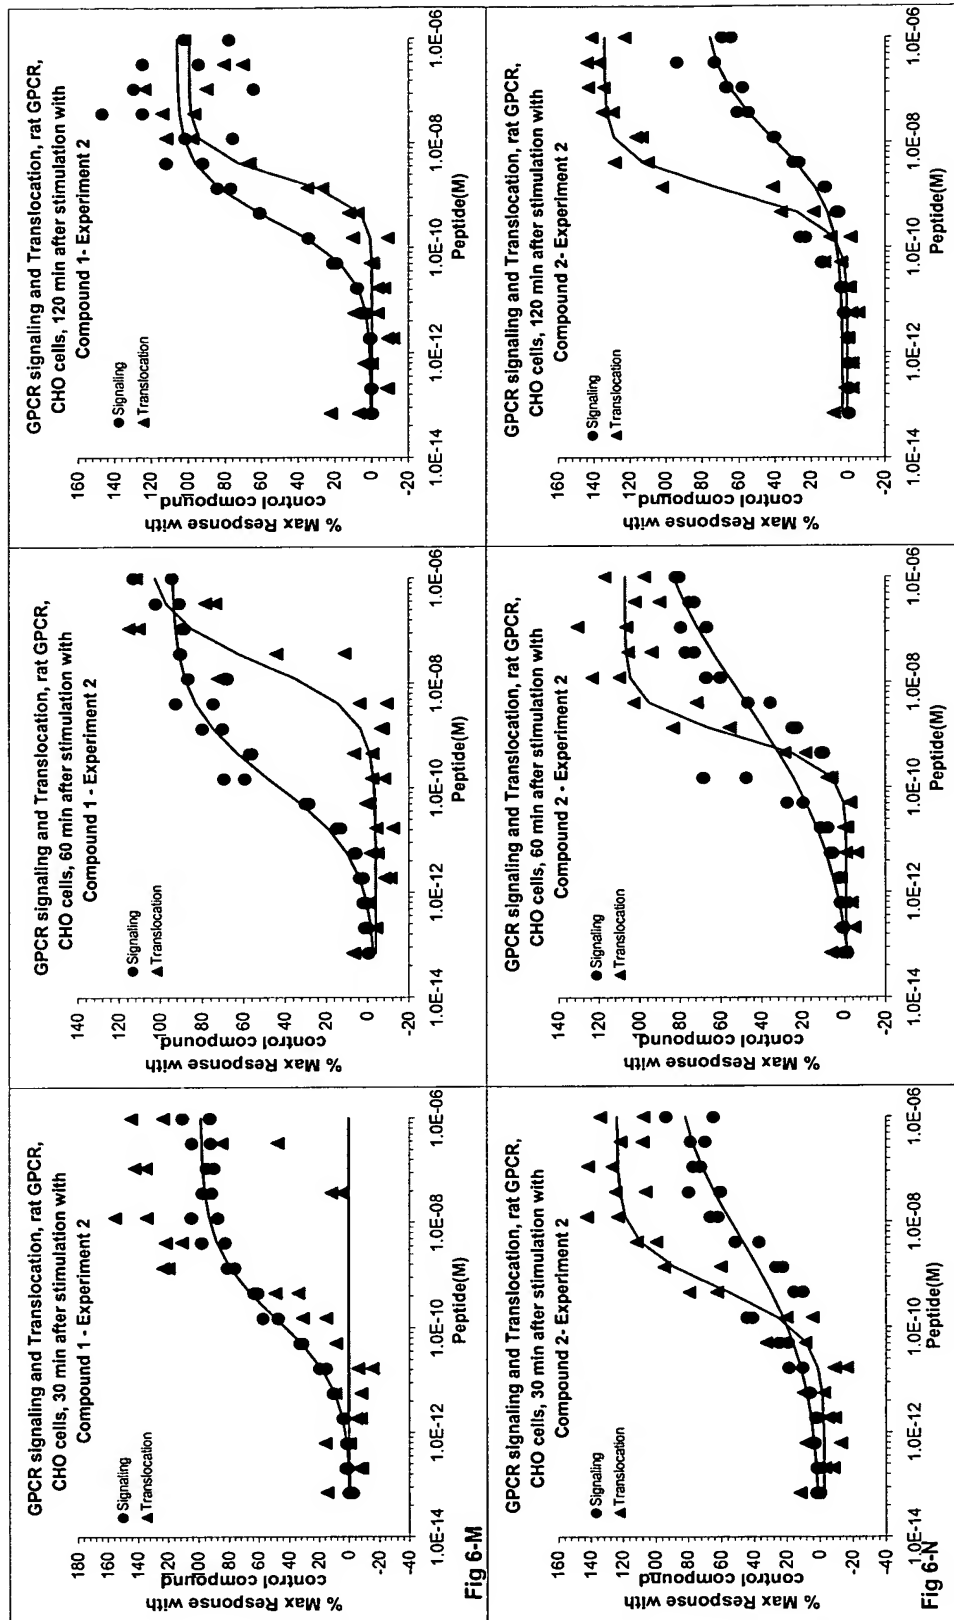 GPCR signaling and Translocation, rat GPCR,
CHO cells, 30 min after stimulation with
Compound 1 - Experiment 2
Signaling
Translocation
% Max Response with
control compound
180
160
140
120
100
80
60
40
20
0
-20
-40
1.0E-14 1.0E-12 1.0E-10 1.0E-08 1.0E-06
Peptide(M)
Fig 6-M
GPCR signaling and Translocation, rat GPCR,
CHO cells, 60 min after stimulation with
Compound 1 - Experiment 2
Signaling
Translocation
% Max Response with
control compound
140
120
100
80
60
40
20
0
-20
1.0E-14 1.0E-12 1.0E-10 1.0E-08 1.0E-06
Peptide(M)
GPCR signaling and Translocation, rat GPCR,
CHO cells, 120 min after stimulation with
Compound 1- Experiment 2
Signaling
Translocation
% Max Response with
control compound
160
140
120
100
80
60
40
20
0
-20
1.0E-14 1.0E-12 1.0E-10 1.0E-08 1.0E-06
Peptide(M)
GPCR signaling and Translocation, rat GPCR,
CHO cells, 30 min after stimulation with
Compound 2- Experiment 2
Signaling
Translocation
% Max Response with
control compound
160
140
120
100
80
60
40
20
0
-20
-40
1.0E-14 1.0E-12 1.0E-10 1.0E-08 1.0E-06
Peptide(M)
Fig 6-N
GPCR signaling and Translocation, rat GPCR,
CHO cells, 60 min after stimulation with
Compound 2 - Experiment 2
Signaling
Translocation
% Max Response with
control compound
140
120
100
80
60
40
20
0
-20
1.0E-14 1.0E-12 1.0E-10 1.0E-08 1.0E-06
Peptide(M)
GPCR signaling and Translocation, rat GPCR,
CHO cells, 120 min after stimulation with
Compound 2- Experiment 2
Signaling
Translocation
% Max Response with
control compound
160
140
120
100
80
60
40
20
0
-20
1.0E-14 1.0E-12 1.0E-10 1.0E-08 1.0E-06
Peptide(M)